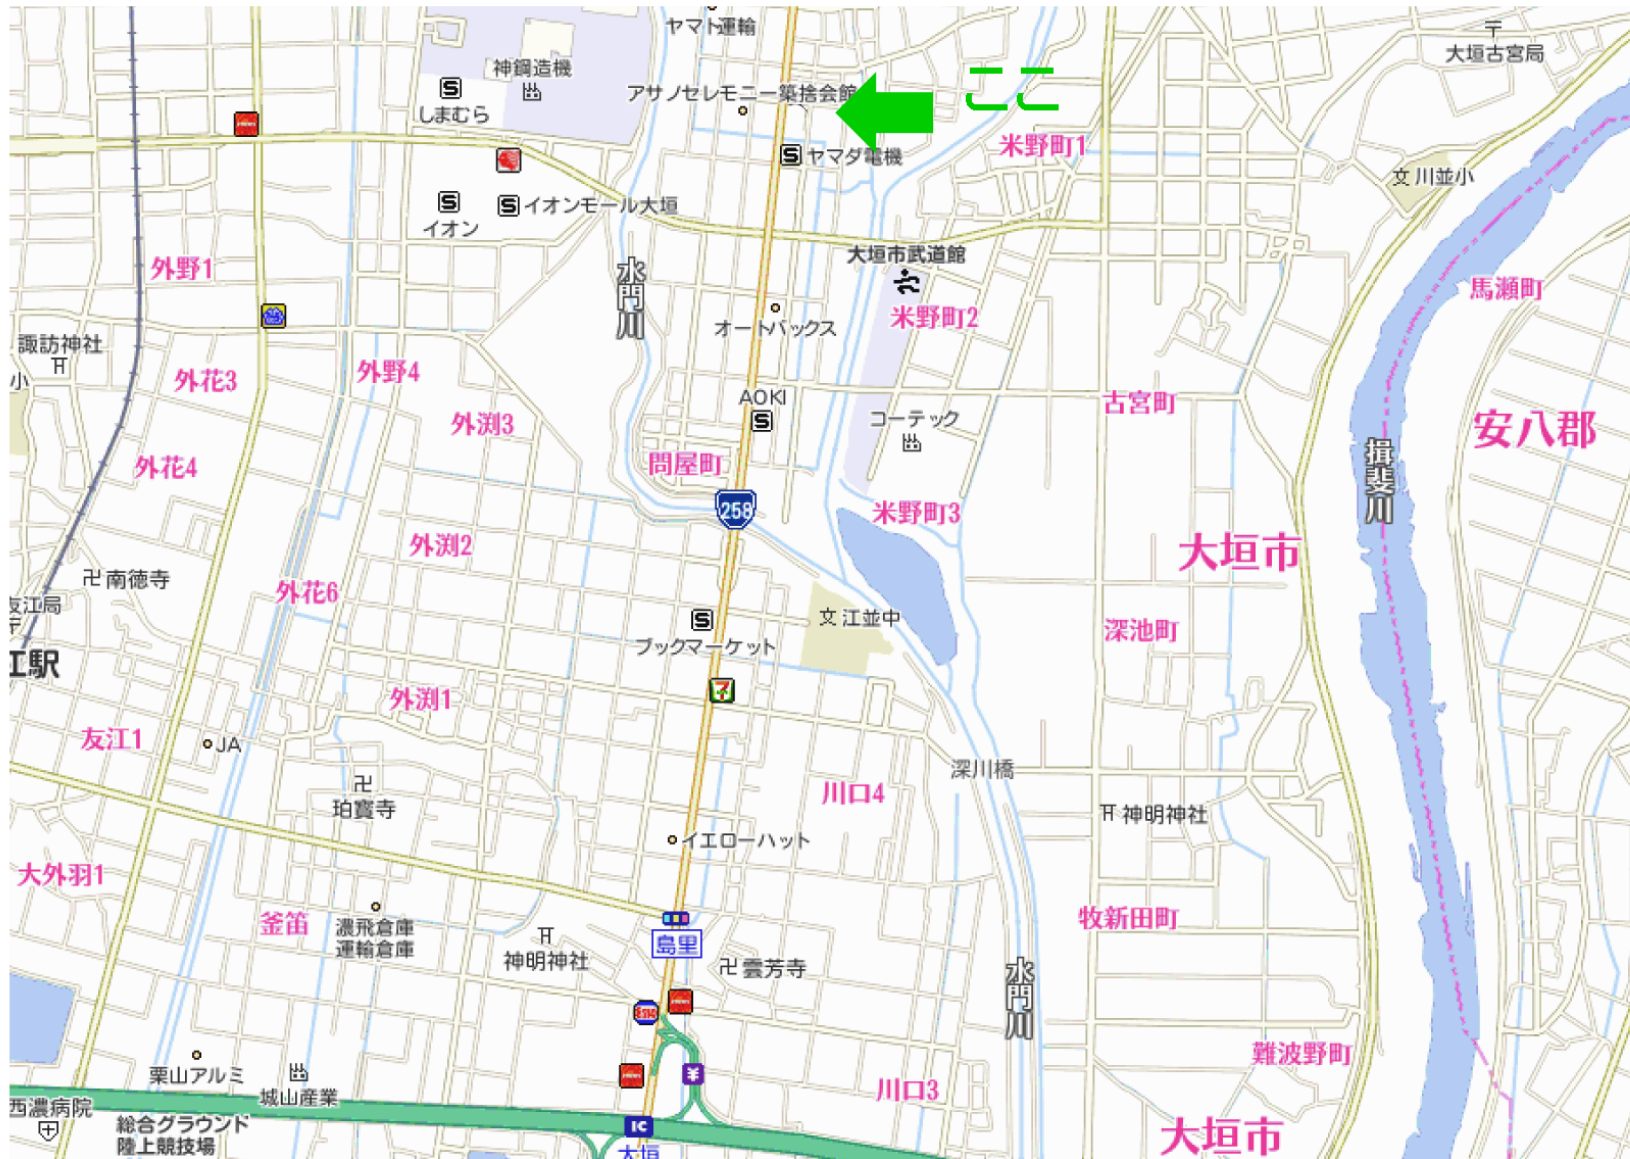 ヤマト運輸
大垣古宮局
神鋼造機
しまむら
アサノセレモニー築捨会館
ここ
米野町1
ヤマダ電機
川並小
イオンモール大垣
イオン
外野1
水門川
大垣市武道館
馬瀬町
米野町2
オートバックス
諏訪神社
小
外花3
外野4
AOKI
古宮町
外渕3
コーテック
安八郡
外花4
問屋町
揖斐川
258
米野町3
外渕2
大垣市
南徳寺
外花6
友江局
江並中
深池町
ブックマーケット
江駅
外渕1
7
友江1
JA
深川橋
川口4
珀寳寺
神明神社
イエローハット
大外羽1
釜笛
濃飛倉庫
運輸倉庫
牧新田町
島里
神明神社
雲芳寺
水門川
Esso
難波野町
栗山アルミ
城山産業
川口3
西濃病院
総合グラウンド
陸上競技場
IC
大垣
大垣市